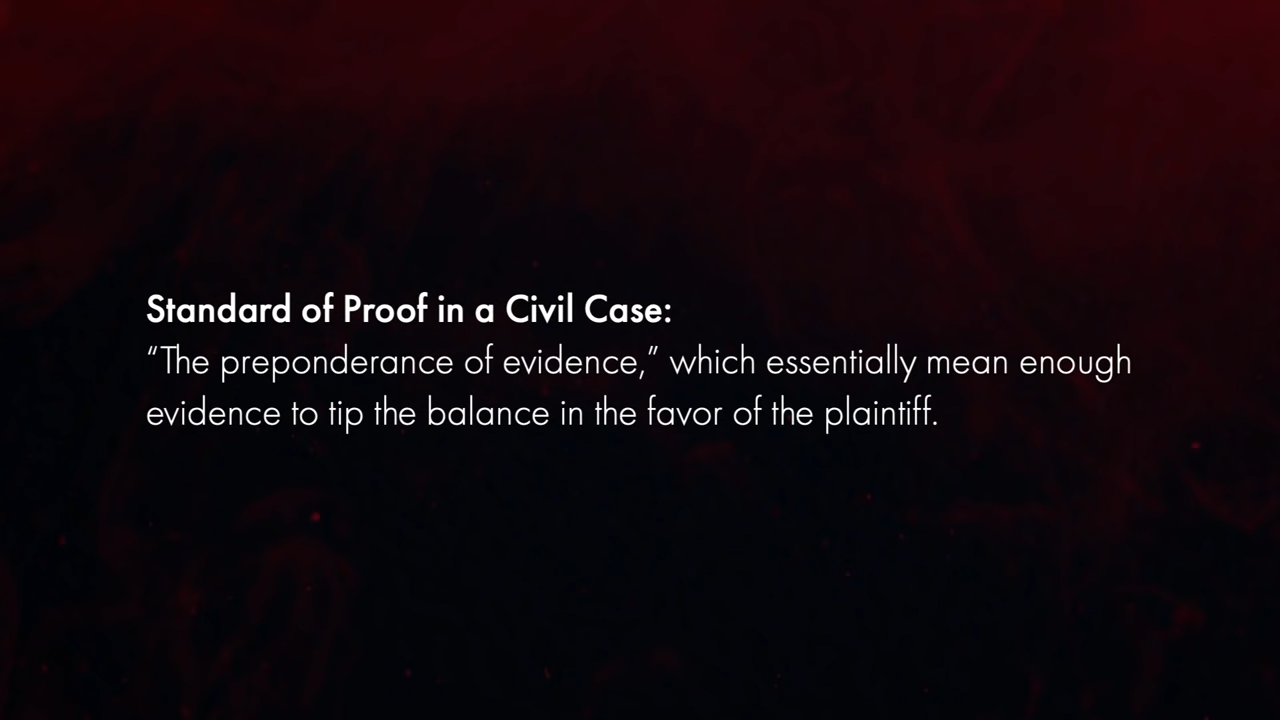 Standard of Proof in a Civil Case:
“The preponderance of evidence,” which essentially mean enough
evidence to tip the balance in the favor of the plaintiff.